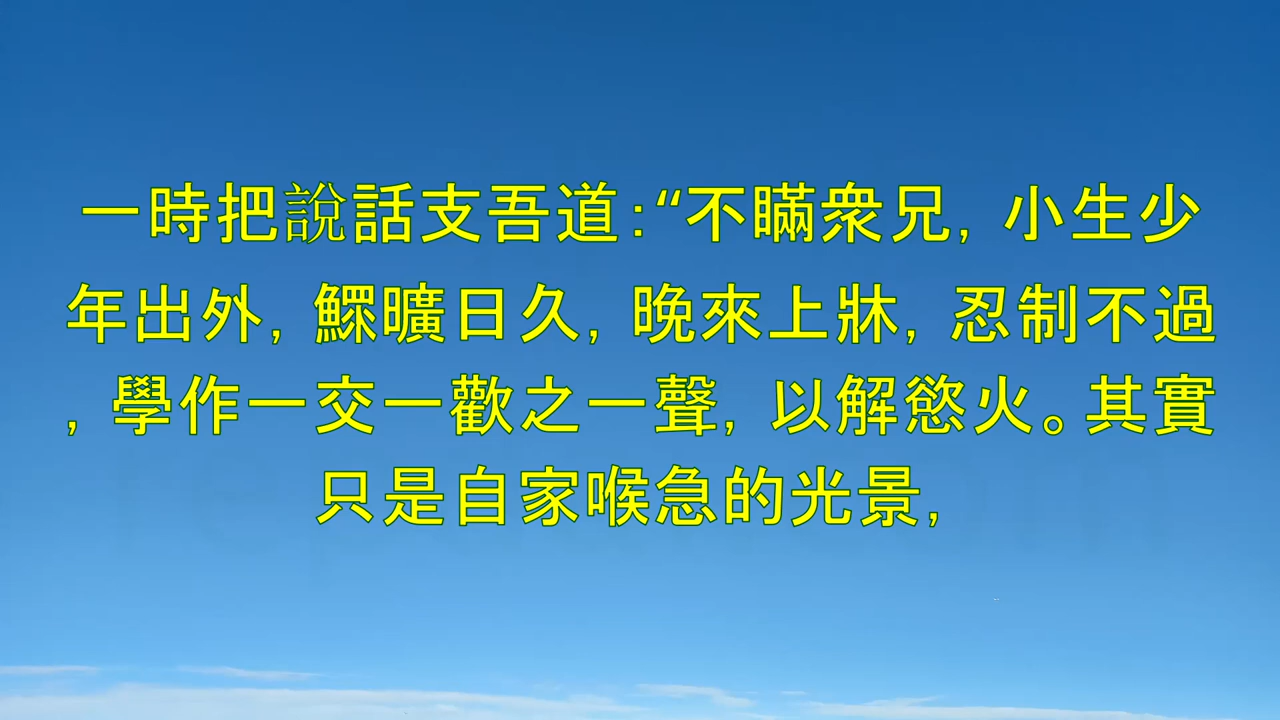 一時把說話支吾道:“不瞞衆兄, 小生少
年出外, 鰥曠日久, 晚來上牀, 忍制不過
, 學作一交一歡之一聲, 以解慾火。其實
只是自家喉急的光景,